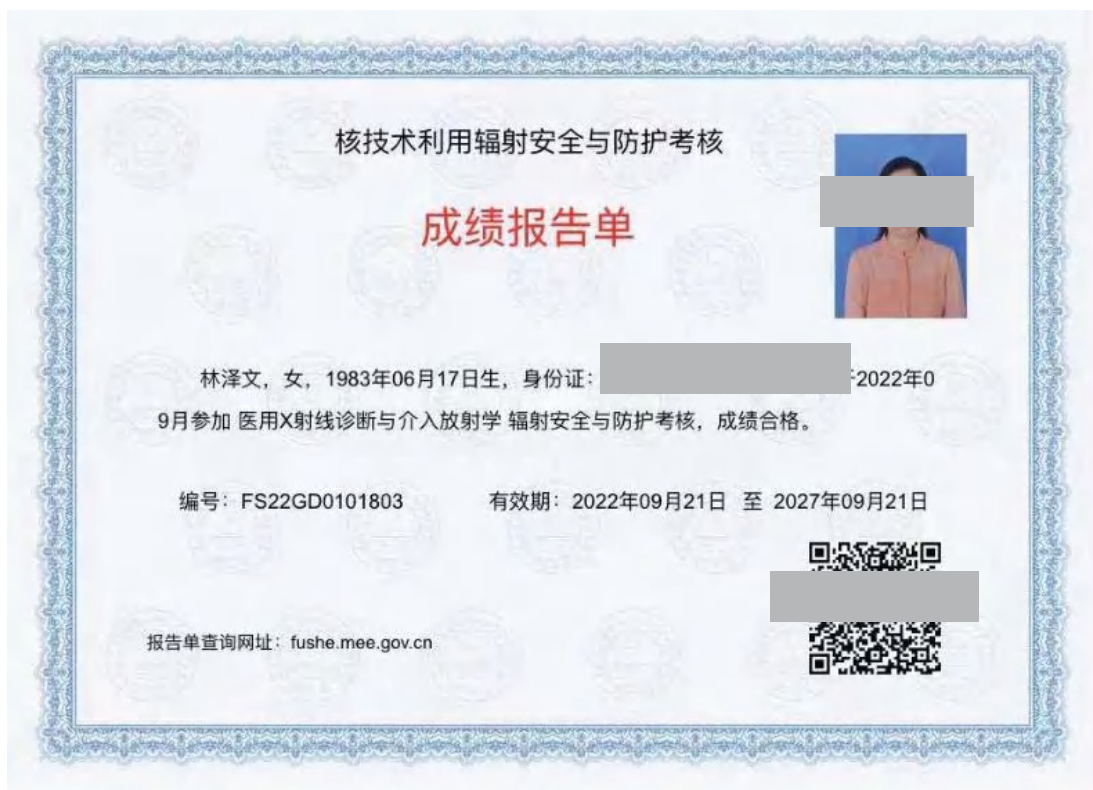 核技术利用辐射安全与防护考核
成绩报告单
林泽文，女，1983年06月17日生，身份证： 于2022年0
9月参加 医用X射线诊断与介入放射学 辐射安全与防护考核，成绩合格。
编号：FS22GD0101803 有效期：2022年09月21日 至 2027年09月21日
报告单查询网址：fushe.mee.gov.cn